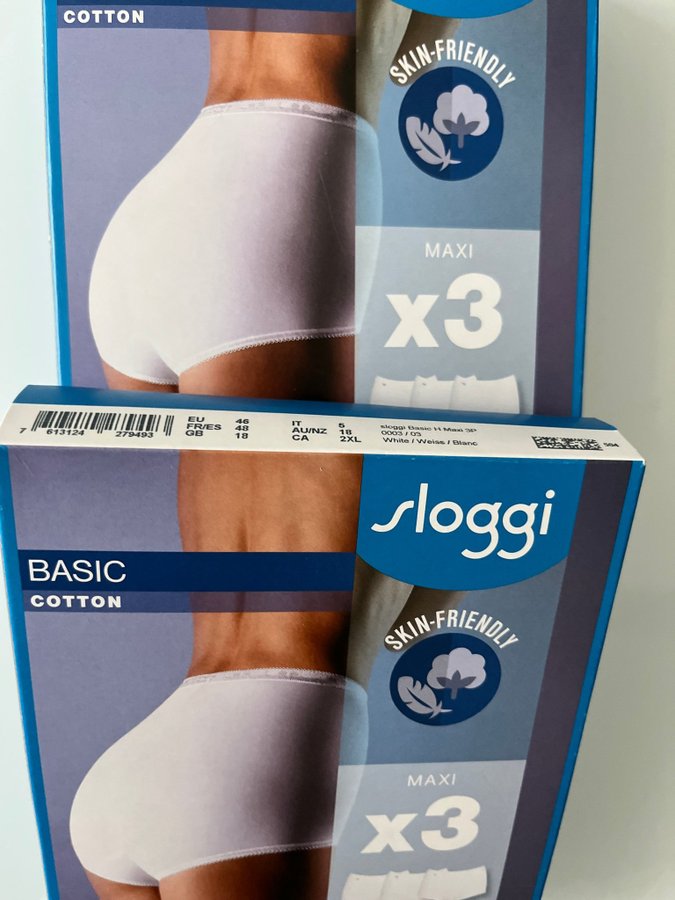 COTTON
SKIN-FRIENDLY
MAXI
x3
7 613124 279493
EU 46
FR/ES 48
GB 18
IT 5
AU/NZ 18
CA 2XL
sloggi Basic H Maxi 3P
0003 / 03
White / Weiss / Blanc
504
sloggi
BASIC
COTTON
SKIN-FRIENDLY
MAXI
x3